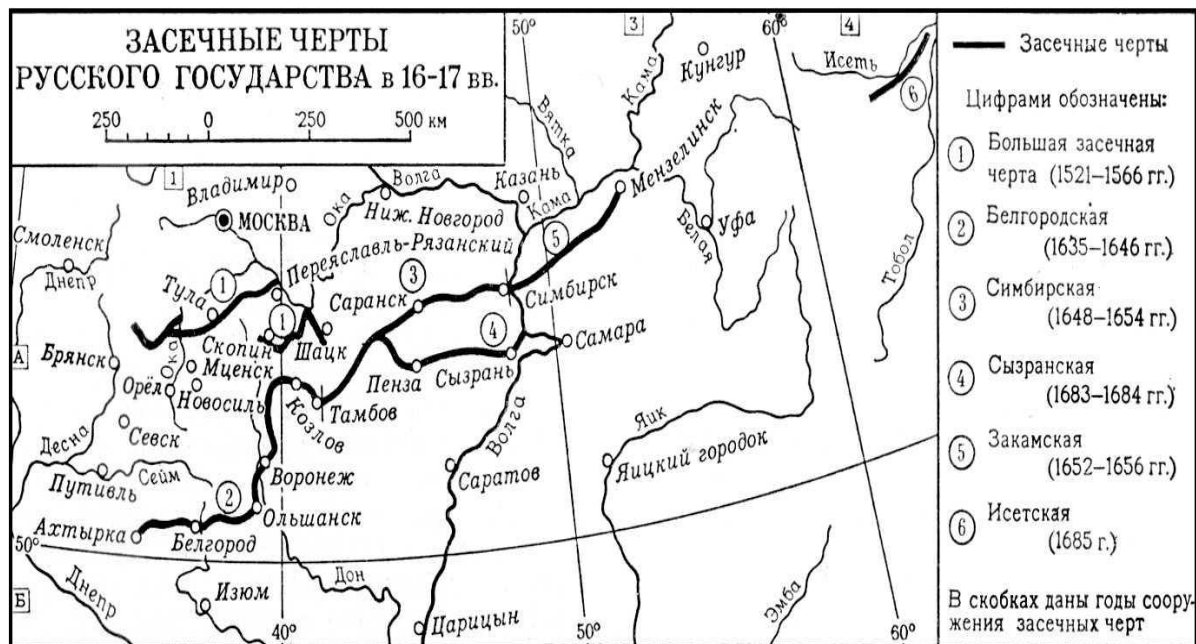 ЗАСЕЧНЫЕ ЧЕРТЫ
РУССКОГО ГОСУДАРСТВА в 16-17 вв.
250 0 250 500 км
50° 3 60° 4
Кунгур
Исеть
6
Кама
Вятка
1
Владимир
МОСКВА
Ока
Волга
Ниж. Новгород
Казань
Кама
Мензелинск
Белая
Уфа
Тобол
Смоленск
Днепр
Переяславль-Рязанский
5
3
1
Тула
Саранск
Симбирск
1
4
Самара
А
Скопин
Шацк
Брянск
Ока
Мценск
Орёл
Новосиль
Пенза
Сызрань
Козлов
Тамбов
Волга
Яик
Севск
Десна
Сейм
Путивль
Воронеж
Саратов
Яицкий городок
2
Ольшанск
Ахтырка
Белгород
50°
Днепр
Изюм
Дон
Эмба
Б
40°
Царицын
50°
60°
Засечные черты
Цифрами обозначены:
1 Большая засечная
черта (1521–1566 гг.)
2 Белгородская
(1635–1646 гг.)
3 Симбирская
(1648–1654 гг.)
4 Сызранская
(1683–1684 гг.)
5 Закамская
(1652–1656 гг.)
6 Исетская
(1685 г.)
В скобках даны годы соору-
жения засечных черт